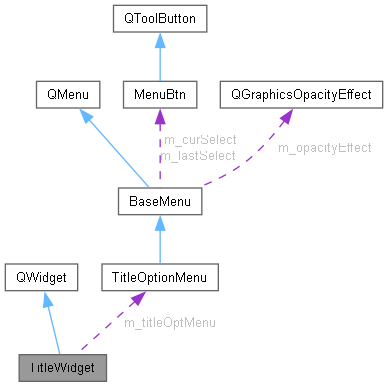 QToolButton
QMenu
MenuBtn
QGraphicsOpacityEffect
m_curSelect
m_lastSelect
m_opacityEffect
BaseMenu
QWidget
TitleOptionMenu
m_titleOptMenu
TitleWidget